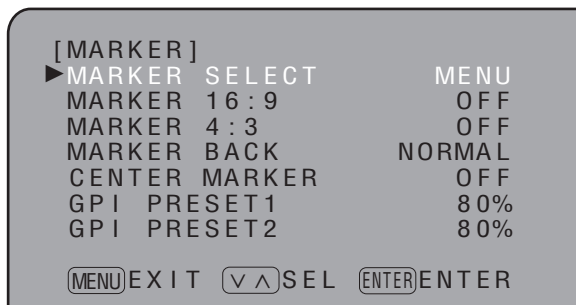 [MARKER]
▶MARKER SELECT MENU
MARKER 16:9 OFF
MARKER 4:3 OFF
MARKER BACK NORMAL
CENTER MARKER OFF
GPI PRESET1 80%
GPI PRESET2 80%
MENU EXIT ∨∧ SEL ENTER ENTER